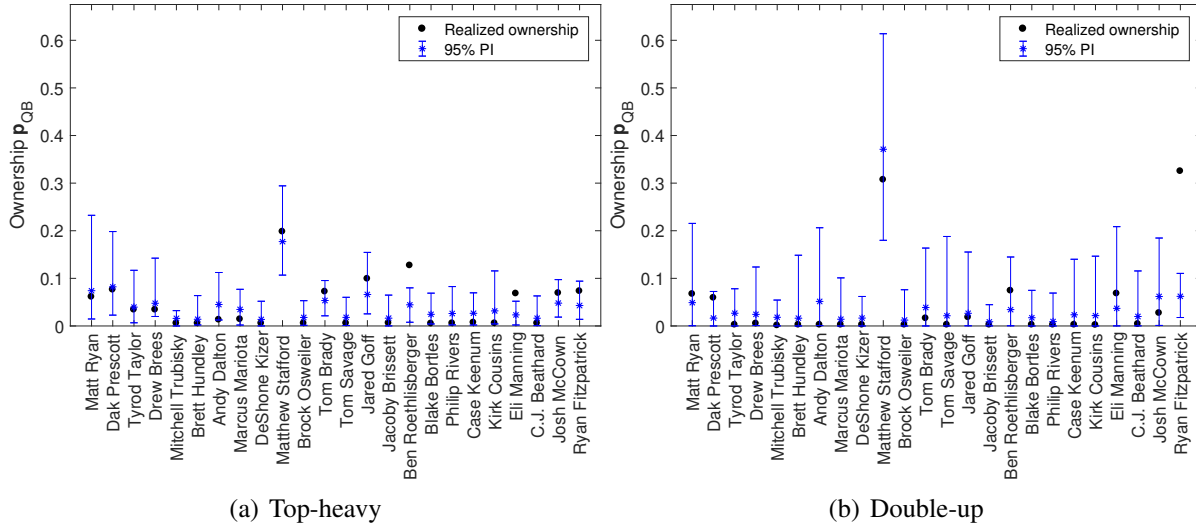 Ownership pQB
0.6
0.5
0.4
0.3
0.2
0.1
0
Realized ownership
95% PI
Matt Ryan
Dak Prescott
Tyrod Taylor
Drew Brees
Mitchell Trubisky
Brett Hundley
Andy Dalton
Marcus Mariota
DeShone Kizer
Matthew Stafford
Brock Osweiler
Tom Brady
Tom Savage
Jared Goff
Jacoby Brissett
Ben Roethlisberger
Blake Bortles
Philip Rivers
Case Keenum
Kirk Cousins
Eli Manning
C.J. Beathard
Josh McCown
Ryan Fitzpatrick
(a) Top-heavy
Ownership pQB
0.6
0.5
0.4
0.3
0.2
0.1
0
Realized ownership
95% PI
Matt Ryan
Dak Prescott
Tyrod Taylor
Drew Brees
Mitchell Trubisky
Brett Hundley
Andy Dalton
Marcus Mariota
DeShone Kizer
Matthew Stafford
Brock Osweiler
Tom Brady
Tom Savage
Jared Goff
Jacoby Brissett
Ben Roethlisberger
Blake Bortles
Philip Rivers
Case Keenum
Kirk Cousins
Eli Manning
C.J. Beathard
Josh McCown
Ryan Fitzpatrick
(b) Double-up